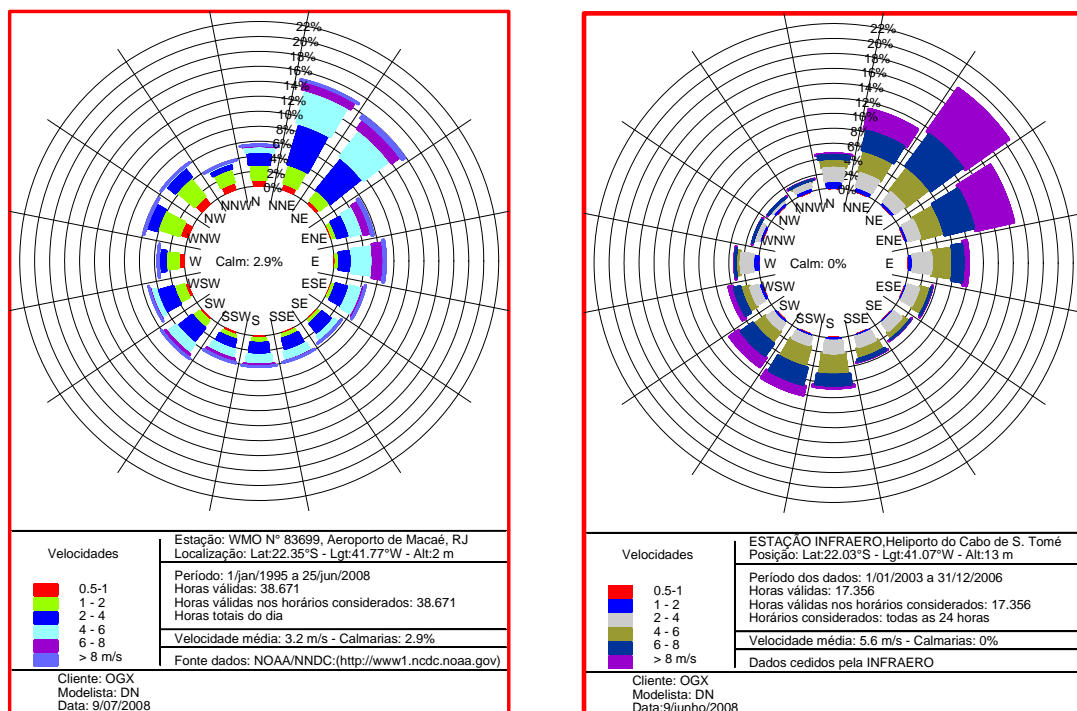 22%
20%
18%
16%
14%
12%
10%
8%
6%
4%
2%
0%
N
NNE
NE
ENE
E
ESE
SE
SSE
S
SSW
SW
WSW
W
WNW
NW
NNW
Calm: 2.9%
Velocidades
0.5-1
1 - 2
2 - 4
4 - 6
6 - 8
> 8 m/s
Estação: WMO N° 83699, Aeroporto de Macaé, RJ
Localização: Lat:22.35°S - Lgt:41.77°W - Alt:2 m
Período: 1/jan/1995 a 25/jun/2008
Horas válidas: 38.671
Horas válidas nos horários considerados: 38.671
Horas totais do dia
Velocidade média: 3.2 m/s - Calmarias: 2.9%
Fonte dados: NOAA/NNDC:(http://www1.ncdc.noaa.gov)
Cliente: OGX
Modelista: DN
Data: 9/07/2008
22%
20%
18%
16%
14%
12%
10%
8%
6%
4%
2%
0%
N
NNE
NE
ENE
E
ESE
SE
SSE
S
SSW
SW
WSW
W
WNW
NW
NNW
Calm: 0%
Velocidades
0.5-1
1 - 2
2 - 4
4 - 6
6 - 8
> 8 m/s
ESTAÇÃO INFRAERO,Heliporto do Cabo de S. Tomé
Posição: Lat:22.03°S - Lgt:41.07°W - Alt:13 m
Período dos dados: 1/01/2003 a 31/12/2006
Horas válidas: 17.356
Horas válidas nos horários considerados: 17.356
Horários considerados: todas as 24 horas
Velocidade média: 5.6 m/s - Calmarias: 0%
Dados cedidos pela INFRAERO
Cliente: OGX
Modelista: DN
Data:9/junho/2008